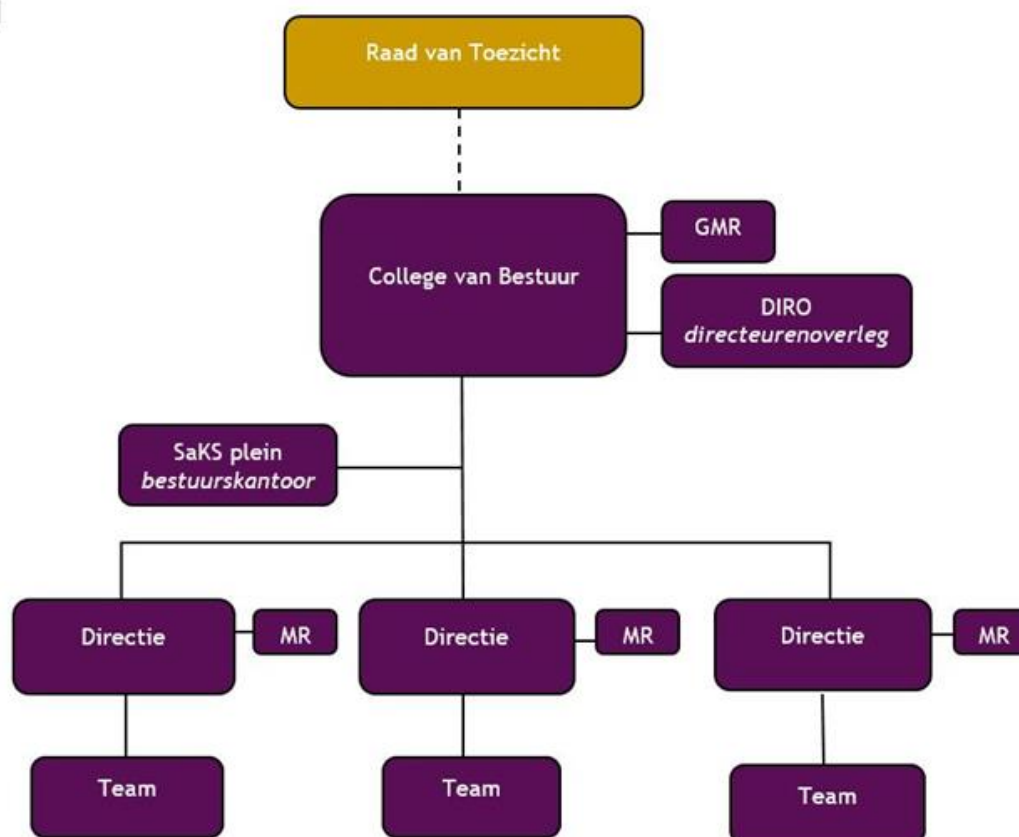 Raad van Toezicht
College van Bestuur
GMR
DIRO
directeurenoverleg
SaKS plein
bestuurskantoor
Directie
MR
Directie
MR
Directie
MR
Team
Team
Team